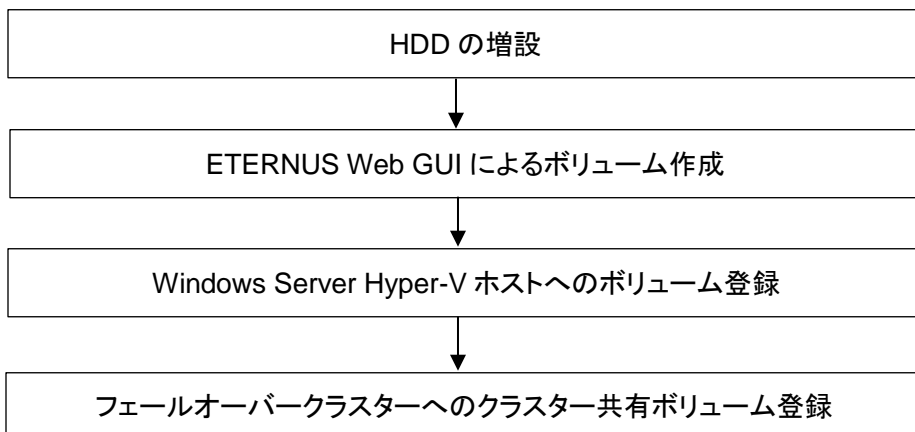 HDD の増設
ETERNUS Web GUI によるボリューム作成
Windows Server Hyper-V ホストへのボリューム登録
フェールオーバークラスターへのクラスター共有ボリューム登録